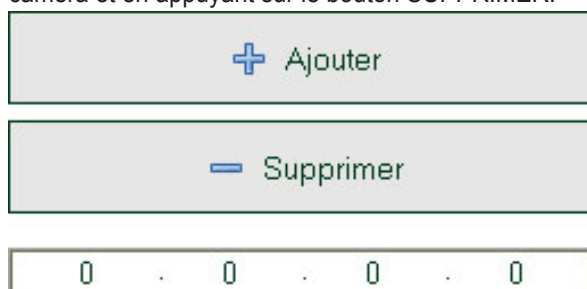 caméra et en appuyant sur le bouton SUPPRIMER.
Ajouter
Supprimer
0 . 0 . 0 . 0